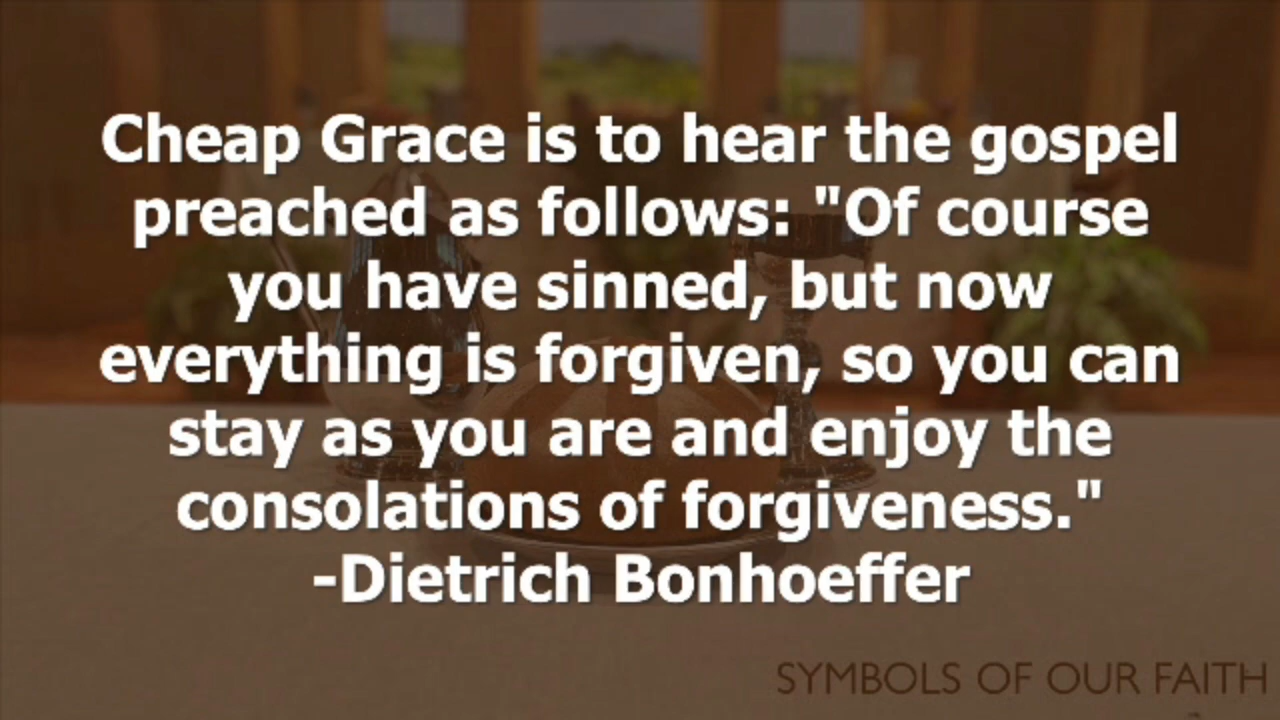 Cheap Grace is to hear the gospel
preached as follows: "Of course
you have sinned, but now
everything is forgiven, so you can
stay as you are and enjoy the
consolations of forgiveness."
-Dietrich Bonhoeffer
SYMBOLS OF OUR FAITH